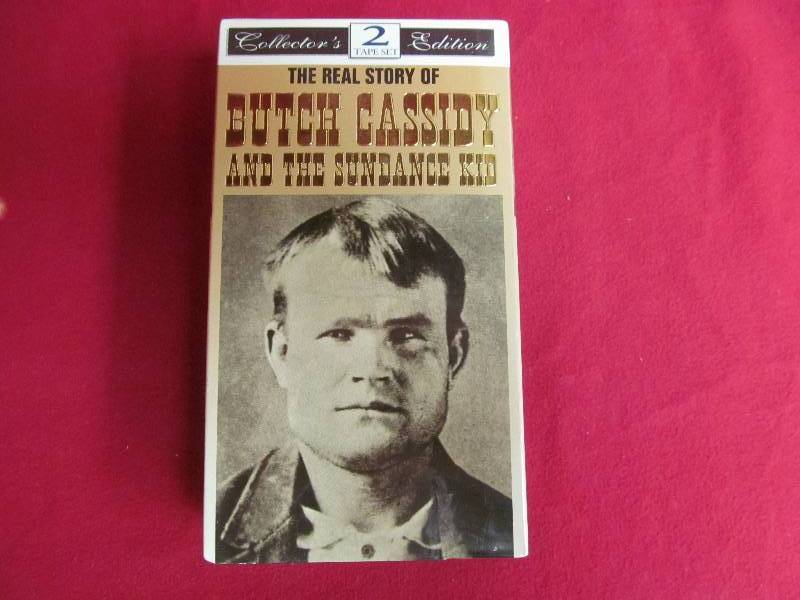 Collector's 2 Edition
TAPE SET
THE REAL STORY OF
BUTCH CASSIDY
AND THE SUNDANCE KID